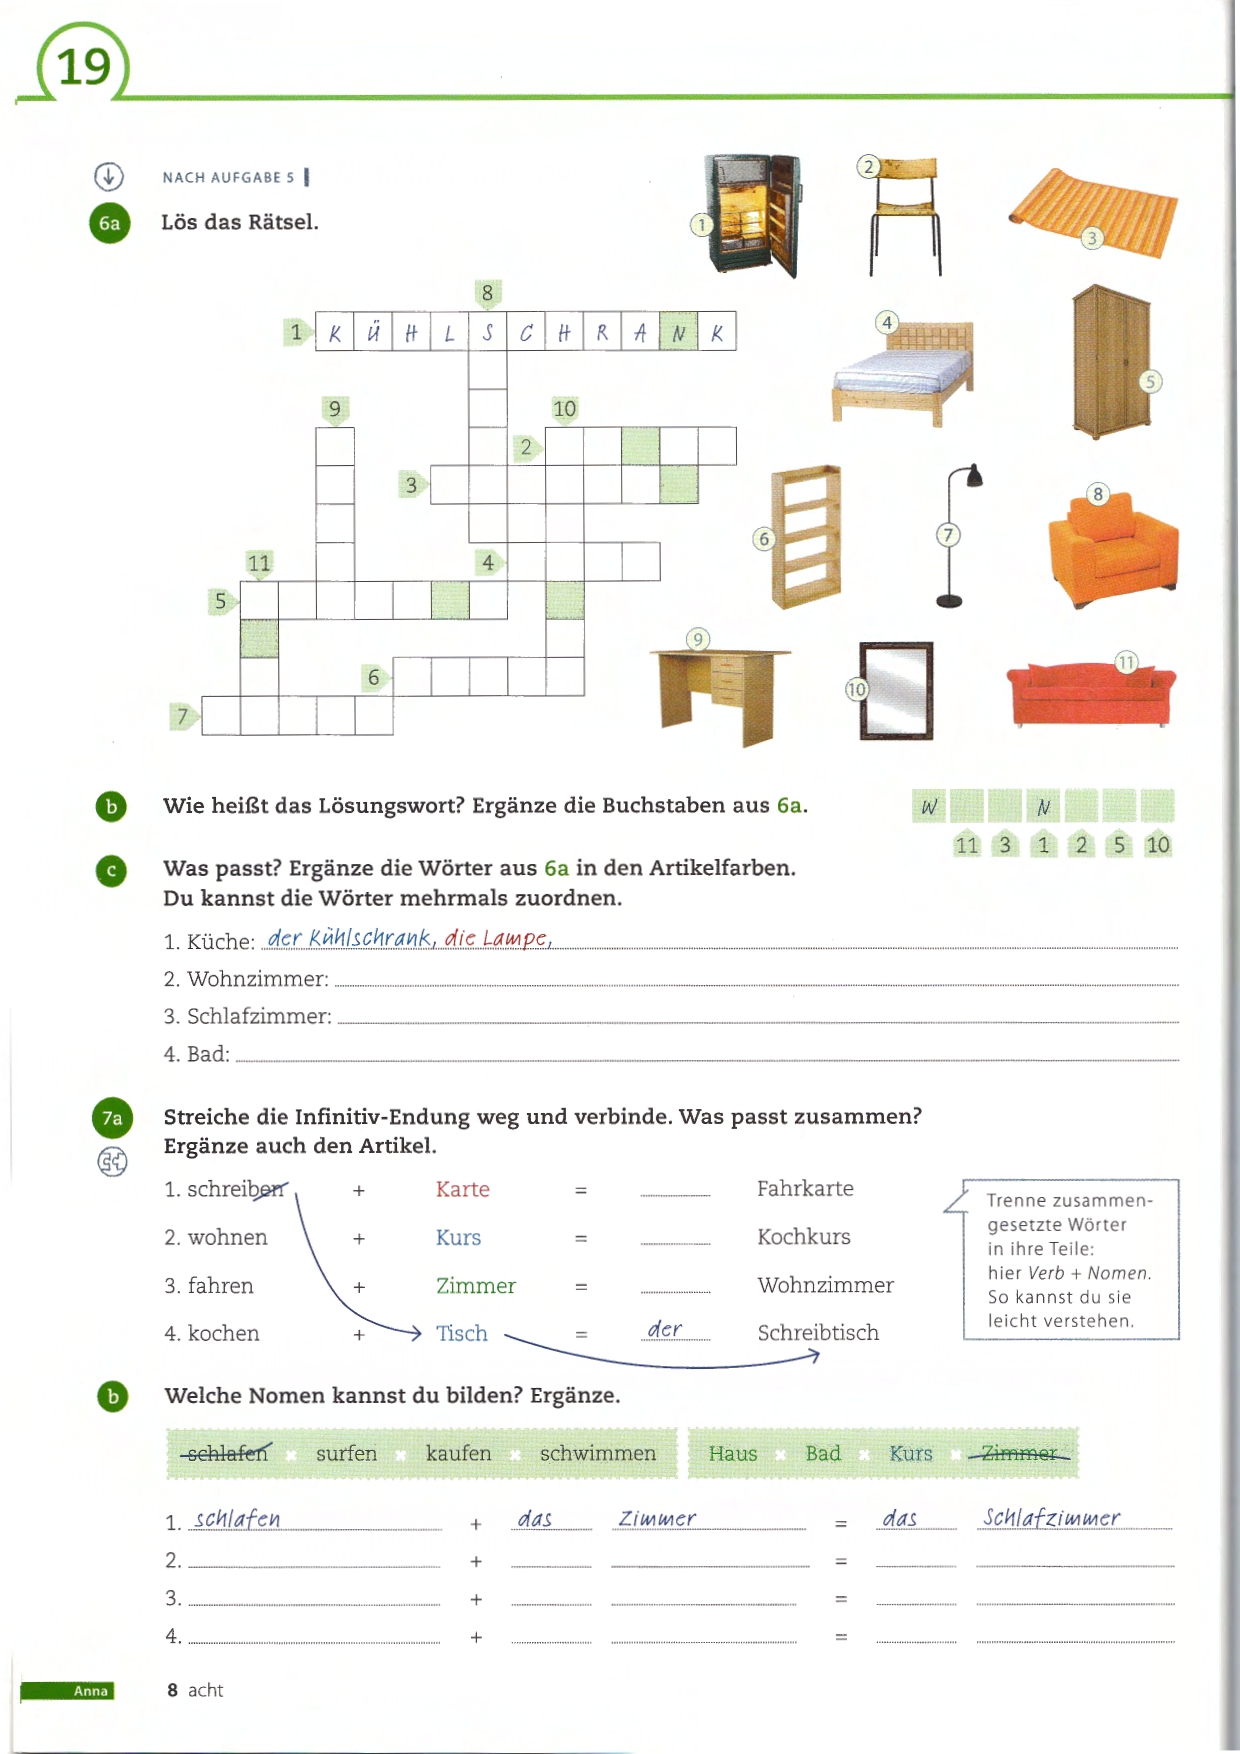 19
NACH AUFGABE 5
6a Lös das Rätsel.
1 2 3
8
1 K Ü H L S C H R A N K
4 5
9 10
2
3
6 7 8
11 4
5
9 10 11
6
7
b Wie heißt das Lösungswort? Ergänze die Buchstaben aus 6a. W N
11 3 1 2 5 10
c Was passt? Ergänze die Wörter aus 6a in den Artikelfarben.
Du kannst die Wörter mehrmals zuordnen.
1. Küche: der Kühlschrank, die Lampe,
2. Wohnzimmer:
3. Schlafzimmer:
4. Bad:
7a Streiche die Infinitiv-Endung weg und verbinde. Was passt zusammen?
Ergänze auch den Artikel.
1. schreiben + Karte = Fahrkarte
2. wohnen + Kurs = Kochkurs
3. fahren + Zimmer = Wohnzimmer
4. kochen + Tisch = der Schreibtisch
Trenne zusammen-
gesetzte Wörter
in ihre Teile:
hier Verb + Nomen.
So kannst du sie
leicht verstehen.
b Welche Nomen kannst du bilden? Ergänze.
schlafen × surfen × kaufen × schwimmen Haus × Bad × Kurs × Zimmer
1. schlafen + das Zimmer = das Schlafzimmer
2. + =
3. + =
4. + =
Anna 8 acht